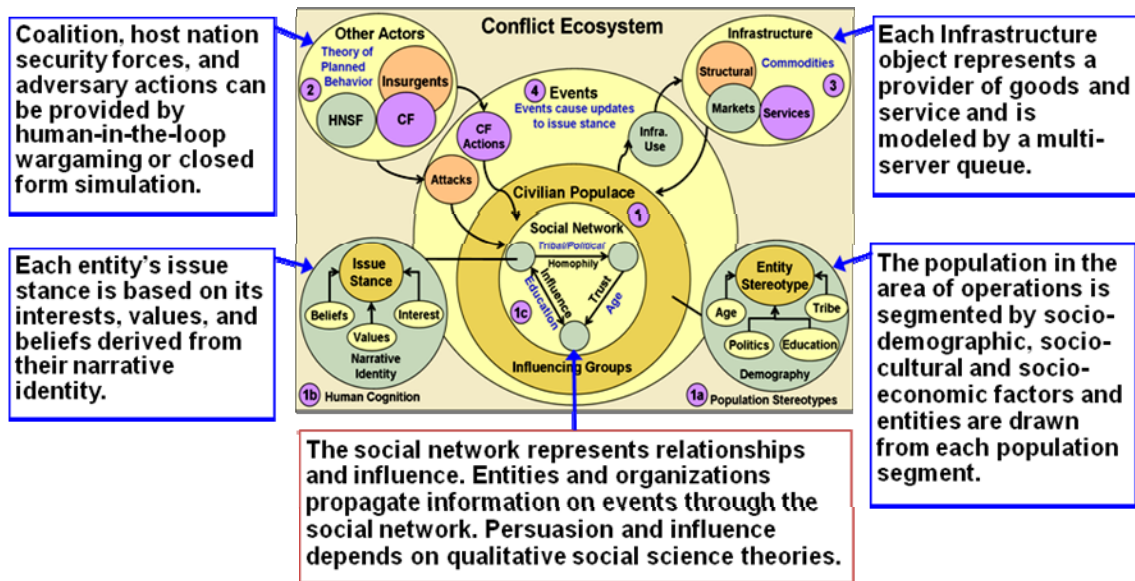 Conflict Ecosystem
Coalition, host nation
security forces, and
adversary actions can
be provided by
human-in-the-loop
wargaming or closed
form simulation.
Other Actors
Theory of
Planned
Behavior
Insurgents
2
HNSF
CF
4
Events
Events cause updates
to issue stance
CF
Actions
Attacks
Infra.
Use
Infrastructure
Structural
Commodities
3
Markets
Services
Each Infrastructure
object represents a
provider of goods and
service and is
modeled by a multi-
server queue.
Civilian Populace
1
Social Network
Tribal/Political
Homophily
Influence
Education
Trust
Age
1c
Influencing Groups
Each entity's issue
stance is based on its
interests, values, and
beliefs derived from
their narrative
identity.
Issue
Stance
Beliefs
Interest
Values
Narrative
Identity
1b
Human Cognition
Entity
Stereotype
Age
Tribe
Politics
Education
Demography
1a
Population Stereotypes
The population in the
area of operations is
segmented by socio-
demographic, socio-
cultural and socio-
economic factors and
entities are drawn
from each population
segment.
The social network represents relationships
and influence. Entities and organizations
propagate information on events through the
social network. Persuasion and influence
depends on qualitative social science theories.